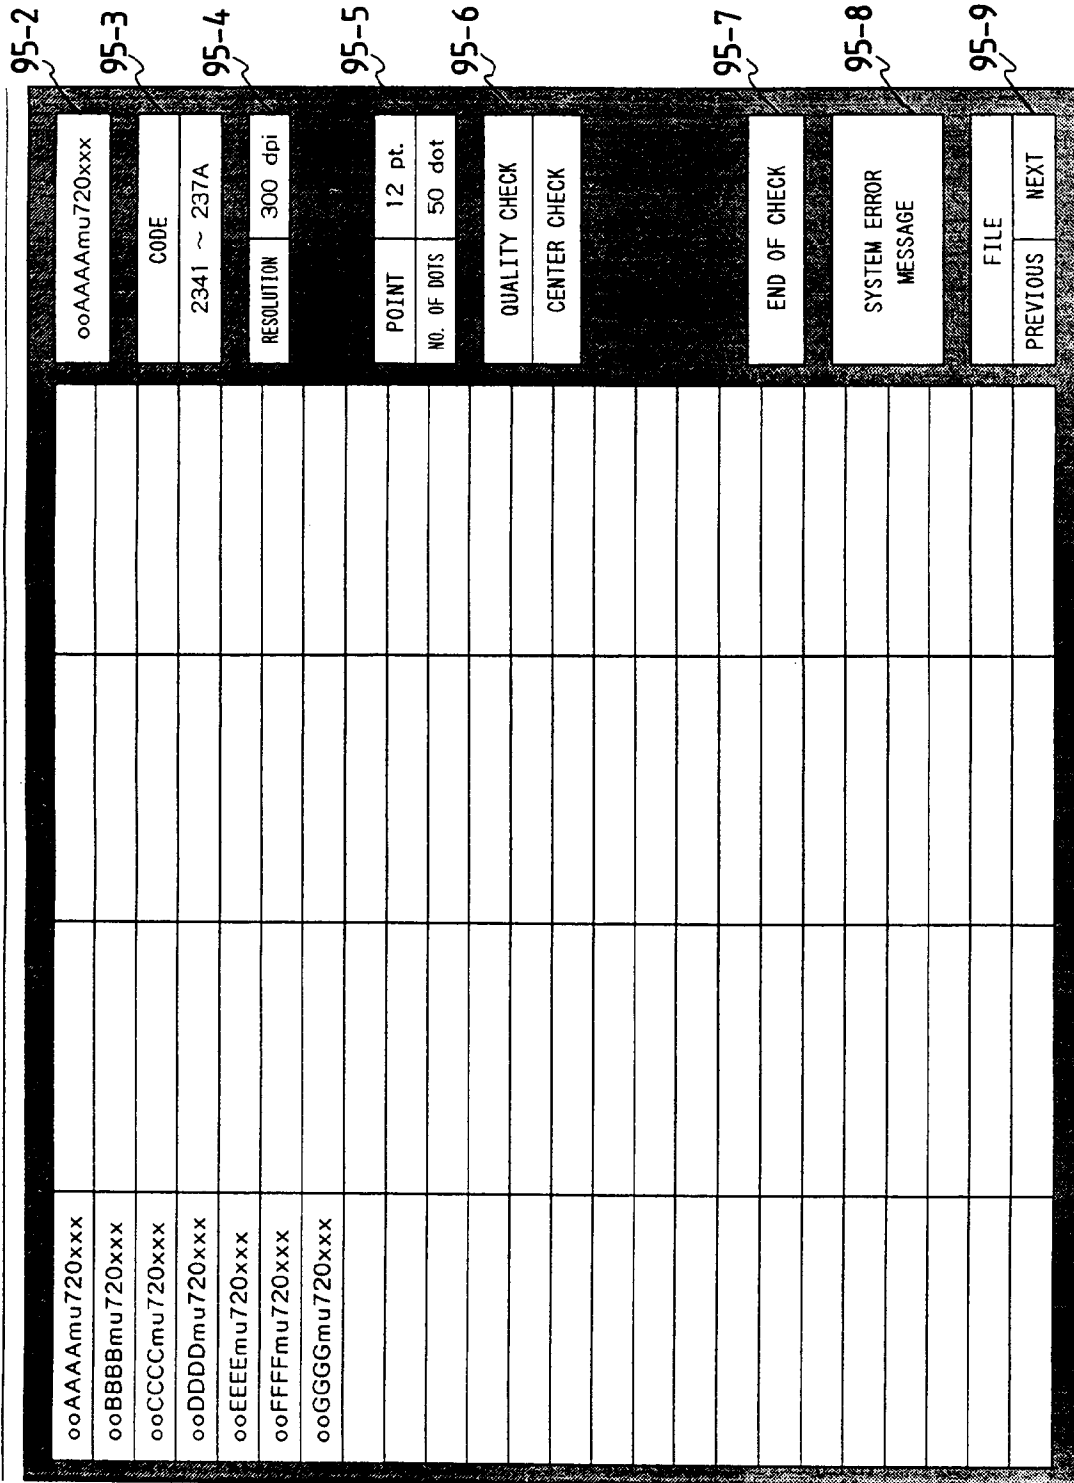 ooAAAAmu720xxx
ooBBBBmu720xxx
ooCCCCmu720xxx
ooDDDDmu720xxx
ooEEEEmu720xxx
ooFFFFmu720xxx
ooGGGGmu720xxx
ooAAAAmu720xxx
95-2
CODE
2341 ~ 237A
95-3
RESOLUTION 300 dpi
95-4
POINT 12 pt.
NO. OF DOTS 50 dot
95-5
QUALITY CHECK
CENTER CHECK
95-6
END OF CHECK
95-7
SYSTEM ERROR
MESSAGE
95-8
FILE
PREVIOUS NEXT
95-9